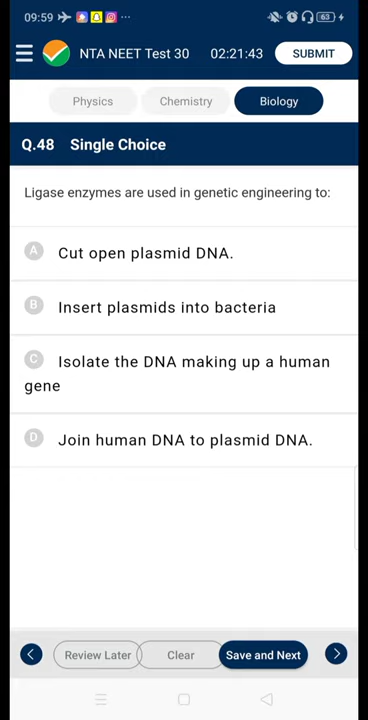 09:59 ... 63
NTA NEET Test 30 02:21:43 SUBMIT
Physics Chemistry Biology
Q.48 Single Choice
Ligase enzymes are used in genetic engineering to:
A Cut open plasmid DNA.
B Insert plasmids into bacteria
C Isolate the DNA making up a human
gene
D Join human DNA to plasmid DNA.
Review Later Clear Save and Next